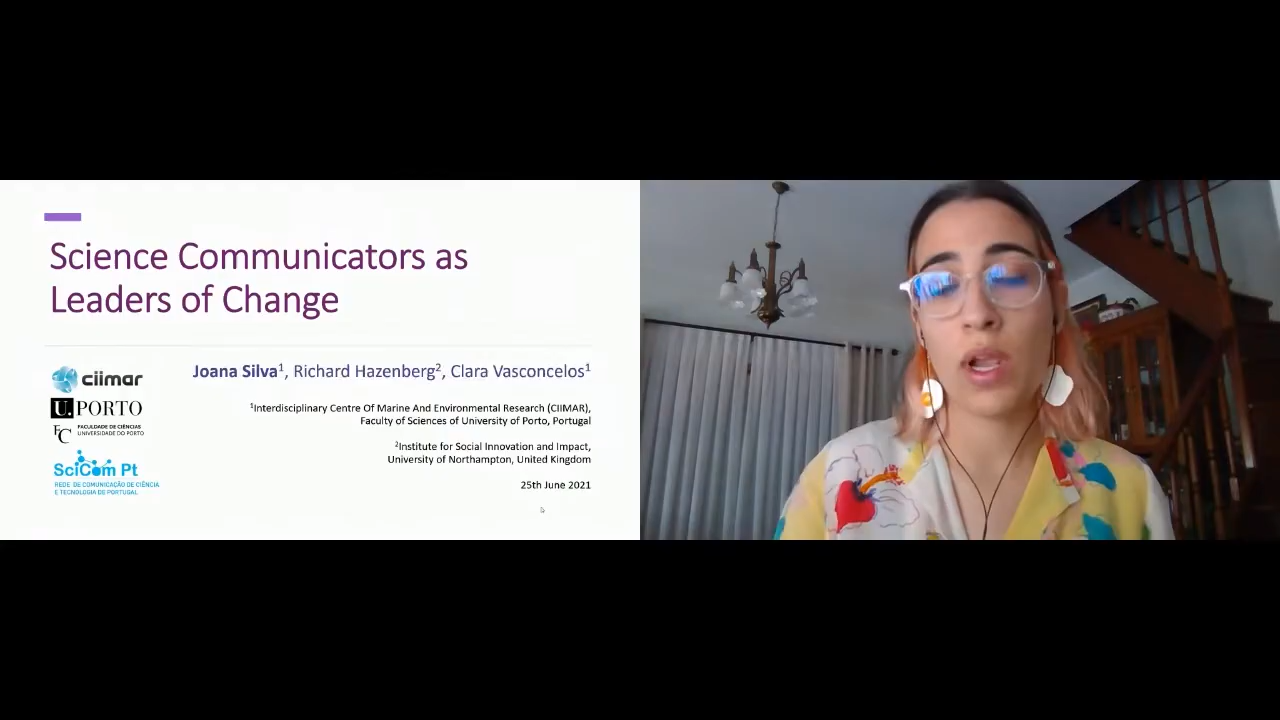 Science Communicators as
Leaders of Change
Joana Silva¹, Richard Hazenberg², Clara Vasconcelos¹
¹Interdisciplinary Centre Of Marine And Environmental Research (CIIMAR),
Faculty of Sciences of University of Porto, Portugal
²Institute for Social Innovation and Impact,
University of Northampton, United Kingdom
25th June 2021
ciimar
U. PORTO
FC FACULDADE DE CIÊNCIAS
UNIVERSIDADE DO PORTO
SciCom Pt
REDE DE COMUNICAÇÃO DE CIÊNCIA
E TECNOLOGIA DE PORTUGAL